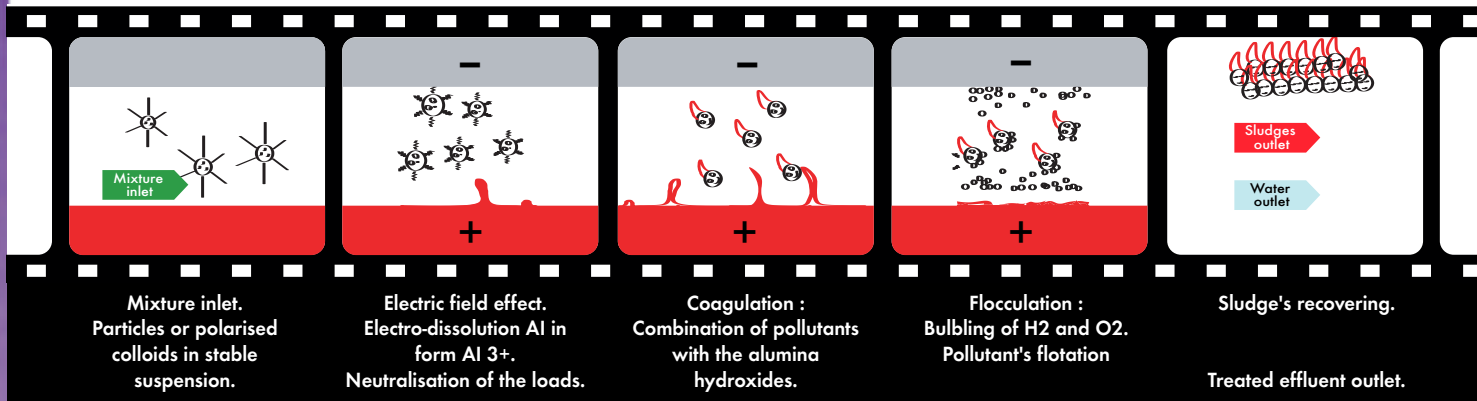 −
−
−
Mixture
inlet
Sludges
outlet
Water
outlet
+
+
+
Mixture inlet.
Particles or polarised
colloids in stable
suspension.
Electric field effect.
Electro-dissolution AI in
form AI 3+.
Neutralisation of the loads.
Coagulation :
Combination of pollutants
with the alumina
hydroxides.
Flocculation :
Bulbling of H2 and O2.
Pollutant's flotation
Sludge's recovering.
Treated effluent outlet.